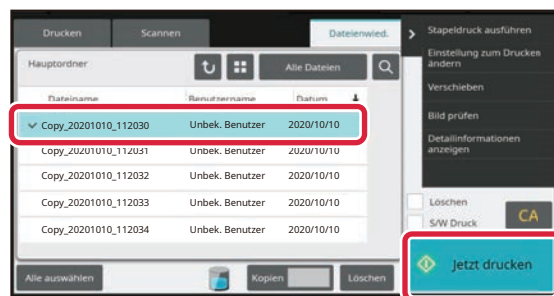 Drucken
Scannen
Dateienwied.
Hauptordner
Alle Dateien
Dateiname
Benutzername
Datum
Copy_20201010_112030 Unbek. Benutzer 2020/10/10
Copy_20201010_112031 Unbek. Benutzer 2020/10/10
Copy_20201010_112032 Unbek. Benutzer 2020/10/10
Copy_20201010_112033 Unbek. Benutzer 2020/10/10
Copy_20201010_112034 Unbek. Benutzer 2020/10/10
Alle auswählen
Kopien
Löschen
Stapeldruck ausführen
Einstellung zum Drucken
ändern
Verschieben
Bild prüfen
Detailinformationen
anzeigen
Löschen
S/W Druck
CA
Jetzt drucken